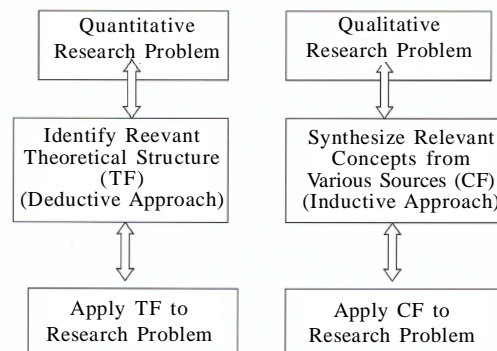 Quantitative
Research Problem
Identify Reevant
Theoretical Structure
(TF)
(Deductive Approach)
Apply TF to
Research Problem
Qualitative
Research Problem
Synthesize Relevant
Concepts from
Various Sources (CF)
(Inductive Approach)
Apply CF to
Research Problem